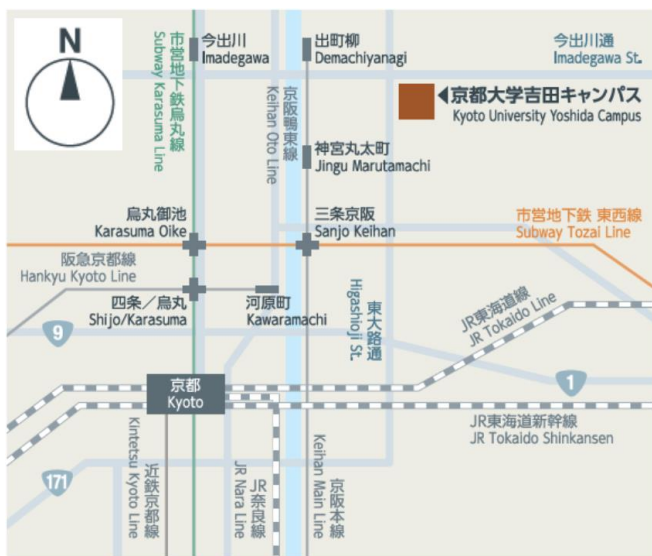 N
市営地下鉄烏丸線
Subway Karasuma Line
今出川
Imadegawa
出町柳
Demachiyanagi
今出川通
Imadegawa St.
京都大学吉田キャンパス
Kyoto University Yoshida Campus
京阪鴨東線
Keihan Oto Line
神宮丸太町
Jingu Marutamachi
烏丸御池
Karasuma Oike
三条京阪
Sanjo Keihan
市営地下鉄 東西線
Subway Tozai Line
阪急京都線
Hankyu Kyoto Line
四条/烏丸
Shijo/Karasuma
河原町
Kawaramachi
東大路通
Higashioji St.
JR東海道線
JR Tokaido Line
9
1
京都
Kyoto
JR東海道新幹線
JR Tokaido Shinkansen
171
近鉄京都線
Kintetsu Kyoto Line
JR奈良線
JR Nara Line
京阪本線
Keihan Main Line